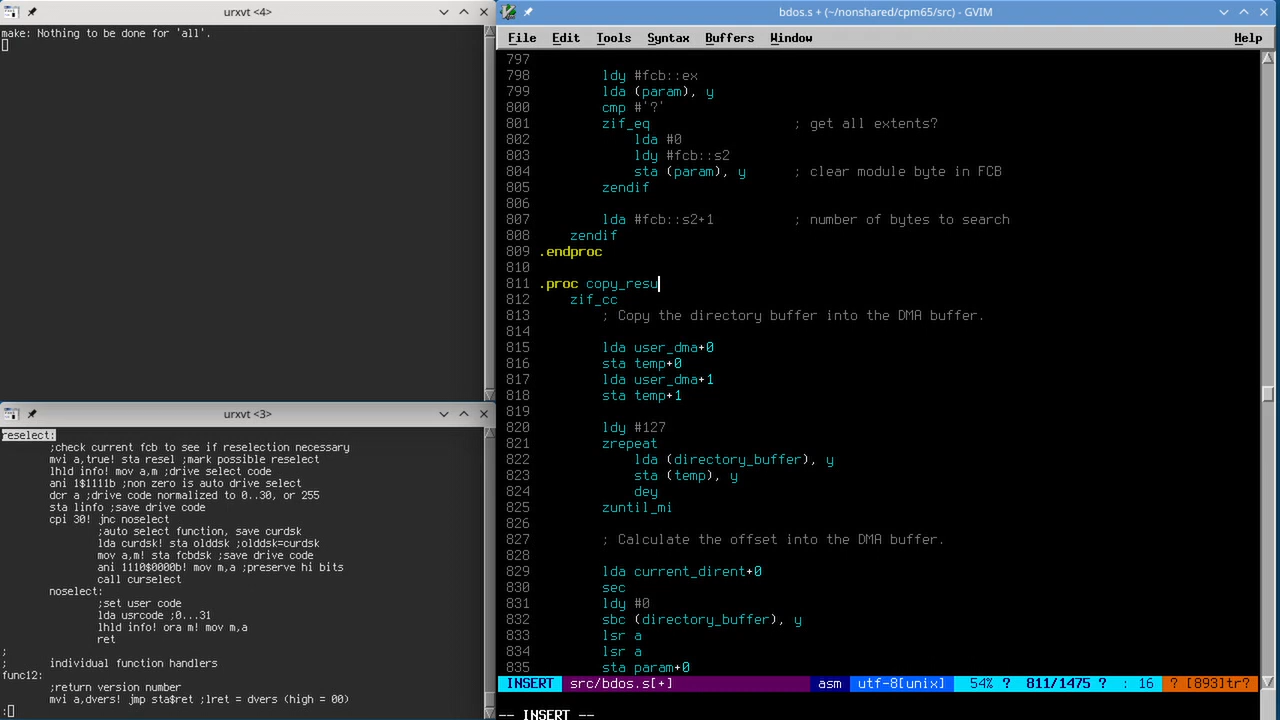 urxvt <4>
make: Nothing to be done for 'all'.
urxvt <3>
reselect:
;check current fcb to see if reselection necessary
mvi a,true! sta resel ;mark possible reselect
lhld info! mov a,m ;drive select code
ani 1$1111b ;non zero is auto drive select
dcr a ;drive code normalized to 0..30, or 255
sta linfo ;save drive code
cpi 30! jnc noselect
;auto select function, save curdsk
lda curdsk! sta olddsk ;olddsk=curdsk
mov a,m! sta fcbdsk ;save drive code
ani 1110$0000b! mov m,a ;preserve hi bits
call curselect
noselect:
;set user code
lda usrcode ;0...31
lhld info! ora m! mov m,a
ret
;
; individual function handlers
func12:
;return version number
mvi a,dvers! jmp sta$ret ;lret = dvers (high = 00)
:
bdos.s + (~/nonshared/cpm65/src) - GVIM
File Edit Tools Syntax Buffers Window Help
797
798 ldy #fcb::ex
799 lda (param), y
800 cmp #'?'
801 zif_eq ; get all extents?
802 lda #0
803 ldy #fcb::s2
804 sta (param), y ; clear module byte in FCB
805 zendif
806
807 lda #fcb::s2+1 ; number of bytes to search
808 zendif
809 .endproc
810
811 .proc copy_resu
812 zif_cc
813 ; Copy the directory buffer into the DMA buffer.
814
815 lda user_dma+0
816 sta temp+0
817 lda user_dma+1
818 sta temp+1
819
820 ldy #127
821 zrepeat
822 lda (directory_buffer), y
823 sta (temp), y
824 dey
825 zuntil_mi
826
827 ; Calculate the offset into the DMA buffer.
828
829 lda current_dirent+0
830 sec
831 ldy #0
832 sbc (directory_buffer), y
833 lsr a
834 lsr a
835 sta param+0
INSERT src/bdos.s[+] asm utf-8[unix] 54% ? 811/1475 ? : 16 ? [893]tr?
-- INSERT --